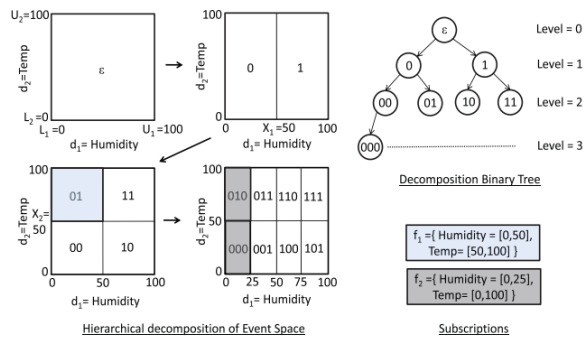 U₂=100
d₂=Temp
L₂=0
L₁=0
U₁=100
d₁= Humidity
ε
100
d₂=Temp
0
0
1
0
X₁=50
100
d₁= Humidity
ε
Level = 0
0
1
Level = 1
00
01
10
11
Level = 2
000
Level = 3
Decomposition Binary Tree
100
d₂=Temp
X₂=
50
0
01
11
00
10
0
50
100
d₁= Humidity
100
d₂=Temp
50
0
010 011 110 111
000 001 100 101
0 25 50 75 100
d₁= Humidity
f₁ ={ Humidity = [0,50],
Temp= [50,100] }
f₂ ={ Humidity = [0,25],
Temp= [0,100] }
Hierarchical decomposition of Event Space
Subscriptions